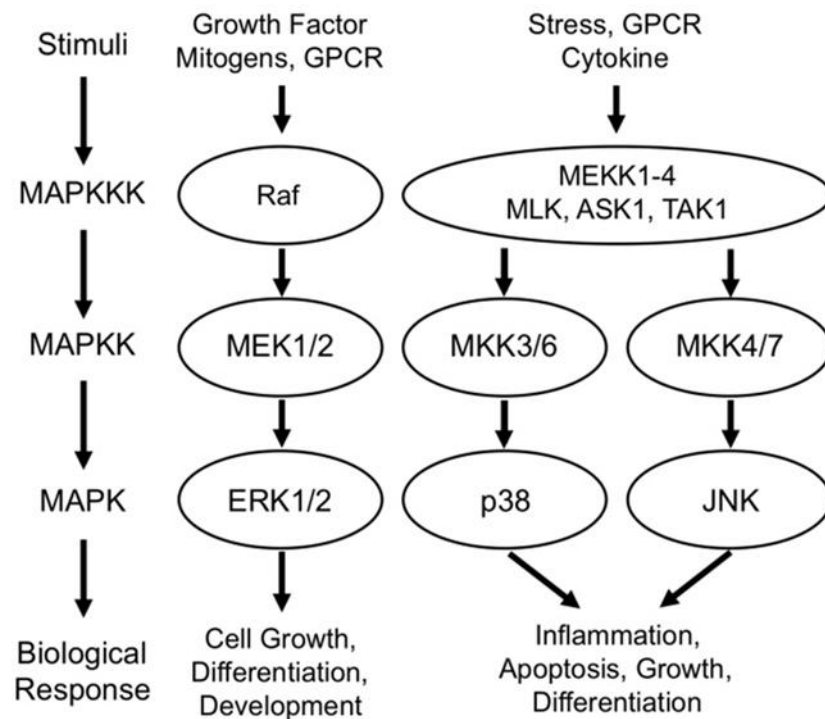 Stimuli
Growth Factor
Mitogens, GPCR
Stress, GPCR
Cytokine
MAPKKK
Raf
MEKK1-4
MLK, ASK1, TAK1
MAPKK
MEK1/2
MKK3/6
MKK4/7
MAPK
ERK1/2
p38
JNK
Biological
Response
Cell Growth,
Differentiation,
Development
Inflammation,
Apoptosis, Growth,
Differentiation